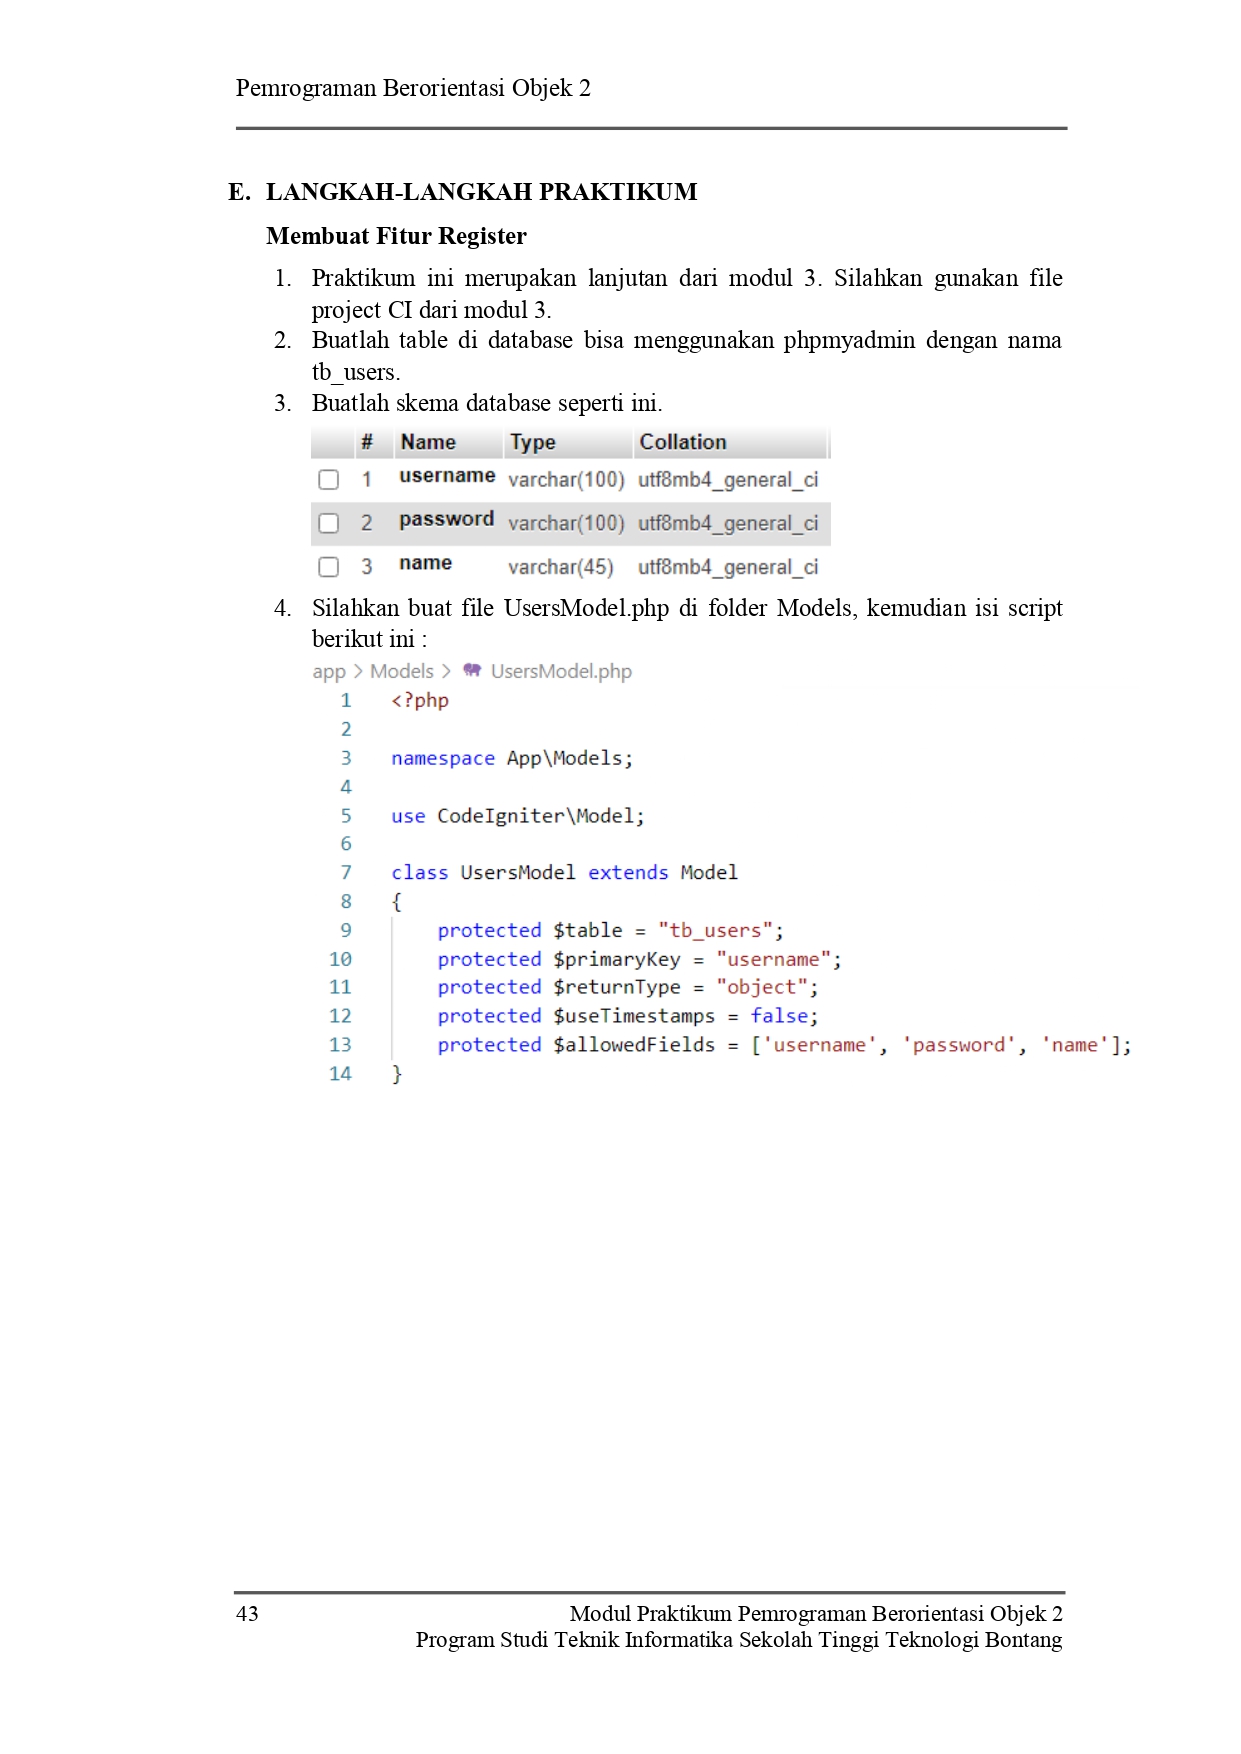 Pemrograman Berorientasi Objek 2
E. LANGKAH-LANGKAH PRAKTIKUM
Membuat Fitur Register
1. Praktikum ini merupakan lanjutan dari modul 3. Silahkan gunakan file
project CI dari modul 3.
2. Buatlah table di database bisa menggunakan phpmyadmin dengan nama
tb_users.
3. Buatlah skema database seperti ini.
# Name Type Collation
1 username varchar(100) utf8mb4_general_ci
2 password varchar(100) utf8mb4_general_ci
3 name varchar(45) utf8mb4_general_ci
4. Silahkan buat file UsersModel.php di folder Models, kemudian isi script
berikut ini :
app > Models > UsersModel.php
1 <?php
2
3 namespace App\Models;
4
5 use CodeIgniter\Model;
6
7 class UsersModel extends Model
8 {
9 protected $table = "tb_users";
10 protected $primaryKey = "username";
11 protected $returnType = "object";
12 protected $useTimestamps = false;
13 protected $allowedFields = ['username', 'password', 'name'];
14 }
43 Modul Praktikum Pemrograman Berorientasi Objek 2
Program Studi Teknik Informatika Sekolah Tinggi Teknologi Bontang